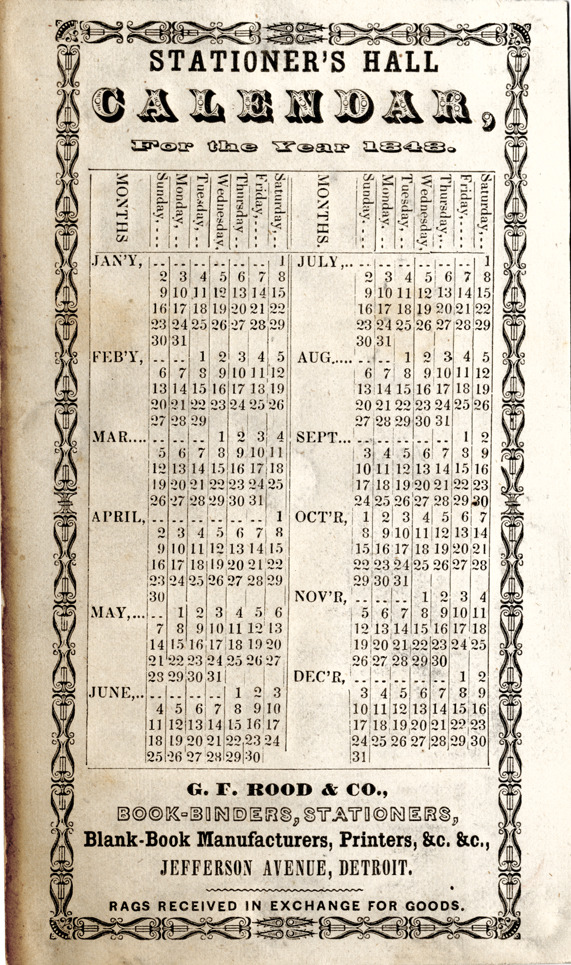 STATIONER'S HALL
CALENDAR,
For the Year 1848.
MONTHS Sunday,... Monday,.. Tuesday,.. Wednesday. Thursday,.. Friday,.... Saturday,.. MONTHS Sunday,... Monday,.. Tuesday,.. Wednesday. Thursday,.. Friday,.... Saturday,..
JAN'Y, .. .. .. .. .. .. 1 JULY,.. .. .. .. .. .. .. 1
2 3 4 5 6 7 8 2 3 4 5 6 7 8
9 10 11 12 13 14 15 9 10 11 12 13 14 15
16 17 18 19 20 21 22 16 17 18 19 20 21 22
23 24 25 26 27 28 29 23 24 25 26 27 28 29
30 31 30 31
FEB'Y, .. .. 1 2 3 4 5 AUG..... .. .. 1 2 3 4 5
6 7 8 9 10 11 12 6 7 8 9 10 11 12
13 14 15 16 17 18 19 13 14 15 16 17 18 19
20 21 22 23 24 25 26 20 21 22 23 24 25 26
27 28 29 27 28 29 30 31
MAR.... .. .. .. 1 2 3 4 SEPT... .. .. .. .. .. 1 2
5 6 7 8 9 10 11 3 4 5 6 7 8 9
12 13 14 15 16 17 18 10 11 12 13 14 15 16
19 20 21 22 23 24 25 17 18 19 20 21 22 23
26 27 28 29 30 31 24 25 26 27 28 29 30
APRIL, .. .. .. .. .. .. 1 OCT'R, 1 2 3 4 5 6 7
2 3 4 5 6 7 8 8 9 10 11 12 13 14
9 10 11 12 13 14 15 15 16 17 18 19 20 21
16 17 18 19 20 21 22 22 23 24 25 26 27 28
23 24 25 26 27 28 29 29 30 31
30 NOV'R, .. .. .. 1 2 3 4
MAY,... .. 1 2 3 4 5 6 5 6 7 8 9 10 11
7 8 9 10 11 12 13 12 13 14 15 16 17 18
14 15 16 17 18 19 20 19 20 21 22 23 24 25
21 22 23 24 25 26 27 26 27 28 29 30
28 29 30 31 DEC'R, .. .. .. .. .. 1 2
JUNE,.. .. .. .. .. 1 2 3 3 4 5 6 7 8 9
4 5 6 7 8 9 10 10 11 12 13 14 15 16
11 12 13 14 15 16 17 17 18 19 20 21 22 23
18 19 20 21 22 23 24 24 25 26 27 28 29 30
25 26 27 28 29 30 31
G. F. ROOD & CO.,
BOOK-BINDERS, STATIONERS,
Blank-Book Manufacturers, Printers, &c. &c.,
JEFFERSON AVENUE, DETROIT.
RAGS RECEIVED IN EXCHANGE FOR GOODS.